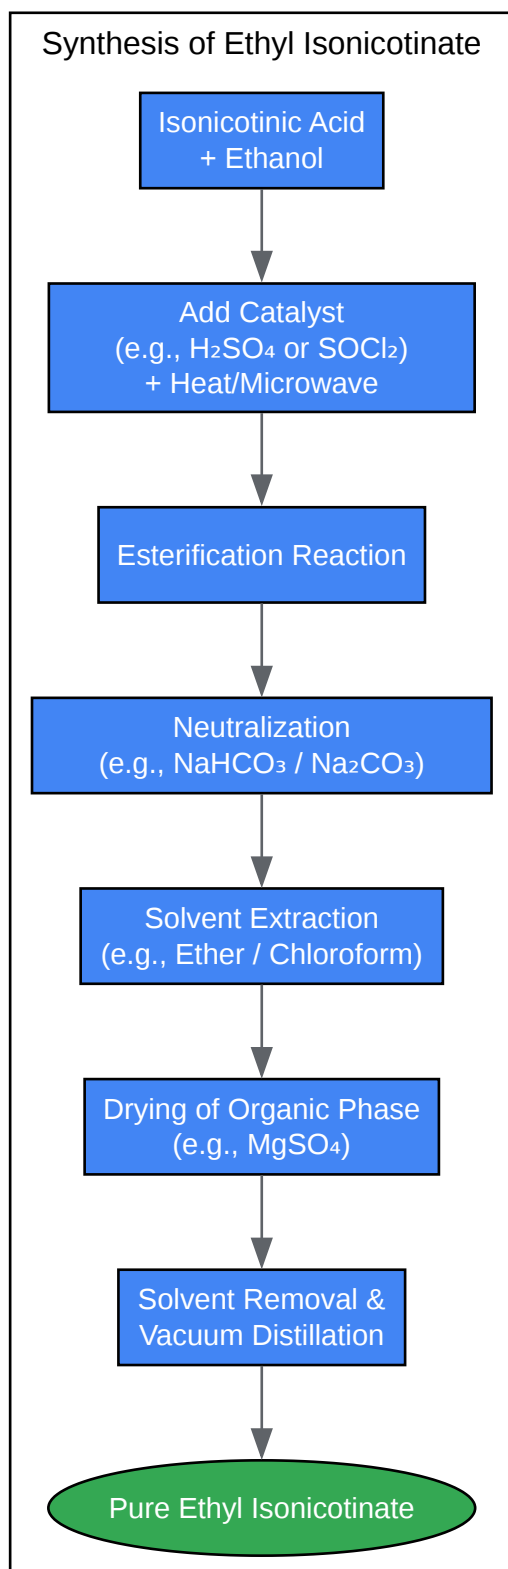 Synthesis of Ethyl Isonicotinate
Isonicotinic Acid
+ Ethanol
Add Catalyst
(e.g., H₂SO₄ or SOCl₂)
+ Heat/Microwave
Esterification Reaction
Neutralization
(e.g., NaHCO₃ / Na₂CO₃)
Solvent Extraction
(e.g., Ether / Chloroform)
Drying of Organic Phase
(e.g., MgSO₄)
Solvent Removal &
Vacuum Distillation
Pure Ethyl Isonicotinate